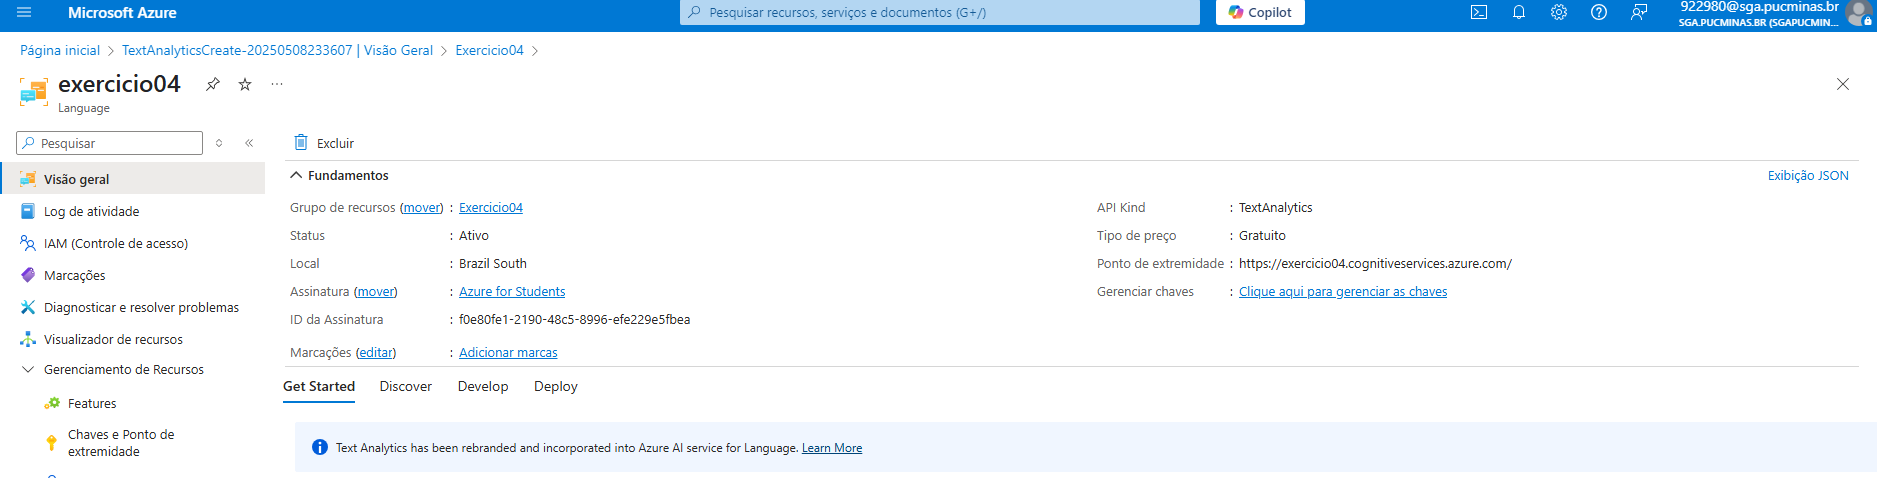 Microsoft Azure
Pesquisar recursos, serviços e documentos (G+/)
Copilot
922980@sga.pucminas.br
SGA.PUCMINAS.BR (SGAPUCMIN...
Página inicial > TextAnalyticsCreate-20250508233607 | Visão Geral > Exercicio04 >
exercicio04
Language
Pesquisar
Visão geral
Log de atividade
IAM (Controle de acesso)
Marcações
Diagnosticar e resolver problemas
Visualizador de recursos
Gerenciamento de Recursos
Features
Chaves e Ponto de
extremidade
Excluir
Fundamentos
Exibição JSON
Grupo de recursos (mover) : Exercicio04
Status : Ativo
Local : Brazil South
Assinatura (mover) : Azure for Students
ID da Assinatura : f0e80fe1-2190-48c5-8996-efe229e5fbea
Marcações (editar) : Adicionar marcas
API Kind : TextAnalytics
Tipo de preço : Gratuito
Ponto de extremidade : https://exercicio04.cognitiveservices.azure.com/
Gerenciar chaves : Clique aqui para gerenciar as chaves
Get Started Discover Develop Deploy
Text Analytics has been rebranded and incorporated into Azure AI service for Language. Learn More